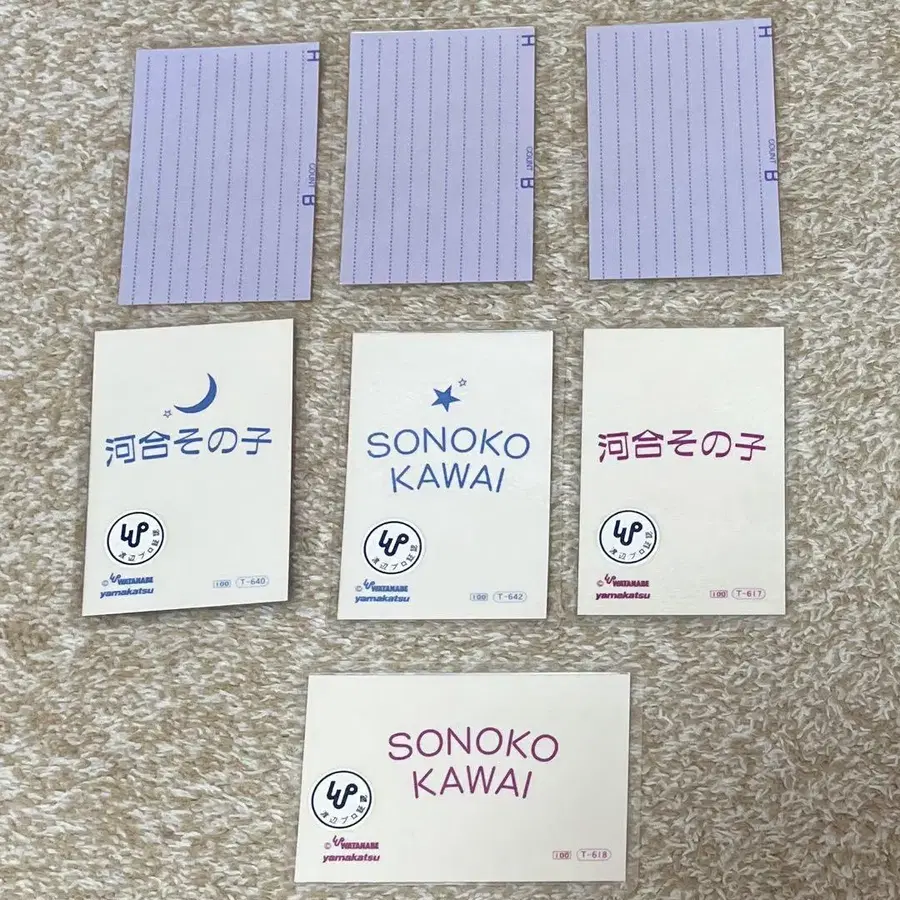 H
COUNT
B
H
COUNT
B
H
COUNT
B
河合その子
渡辺プロ証認
© WATANABE
yamakatsu
100 T-640
SONOKO
KAWAI
渡辺プロ証認
© WATANABE
yamakatsu
100 T-642
河合その子
渡辺プロ証認
© WATANABE
yamakatsu
100 T-617
SONOKO
KAWAI
渡辺プロ証認
© WATANABE
yamakatsu
100 T-618